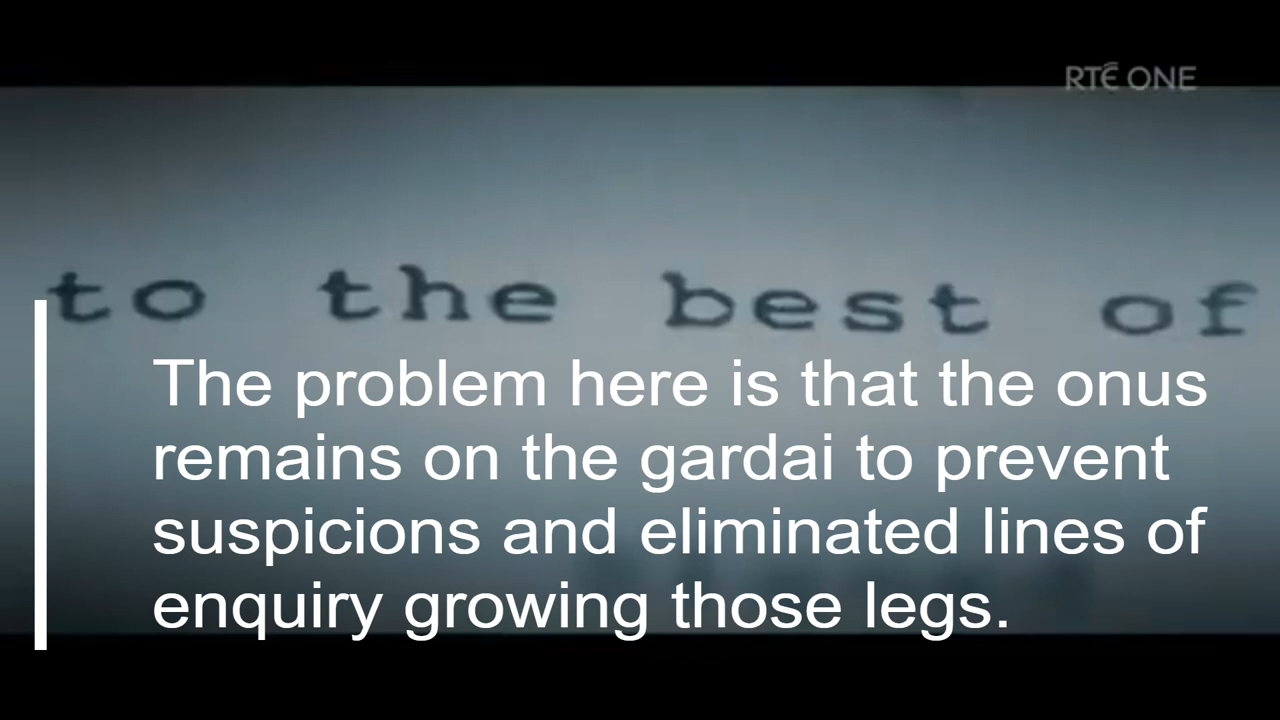 RTÉ ONE
to the best of
The problem here is that the onus
remains on the gardai to prevent
suspicions and eliminated lines of
enquiry growing those legs.